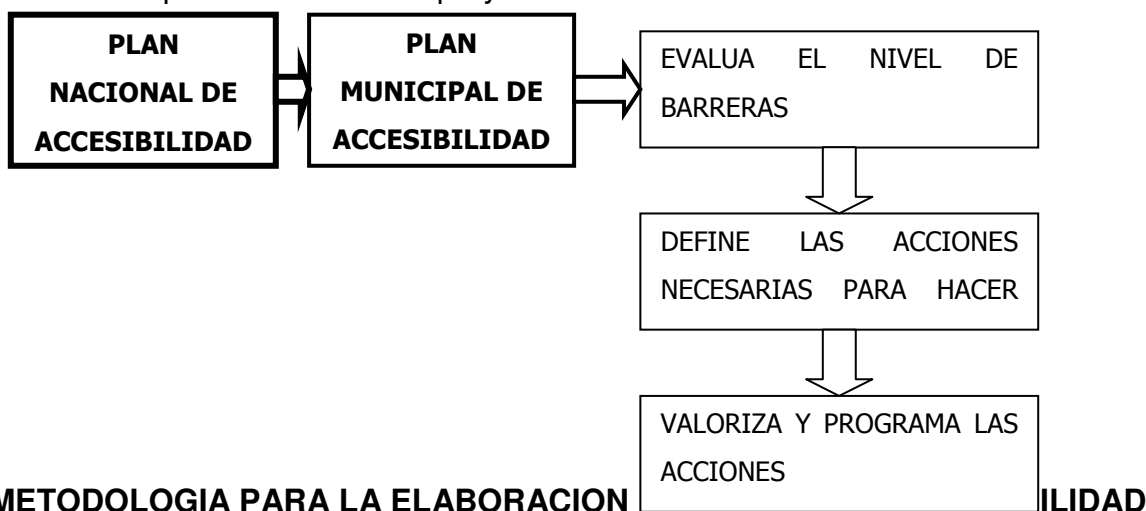 PLAN
NACIONAL DE
ACCESIBILIDAD
PLAN
MUNICIPAL DE
ACCESIBILIDAD
EVALUA EL NIVEL DE
BARRERAS
DEFINE LAS ACCIONES
NECESARIAS PARA HACER
VALORIZA Y PROGRAMA LAS
ACCIONES
METODOLOGIA PARA LA ELABORACION ILIDAD